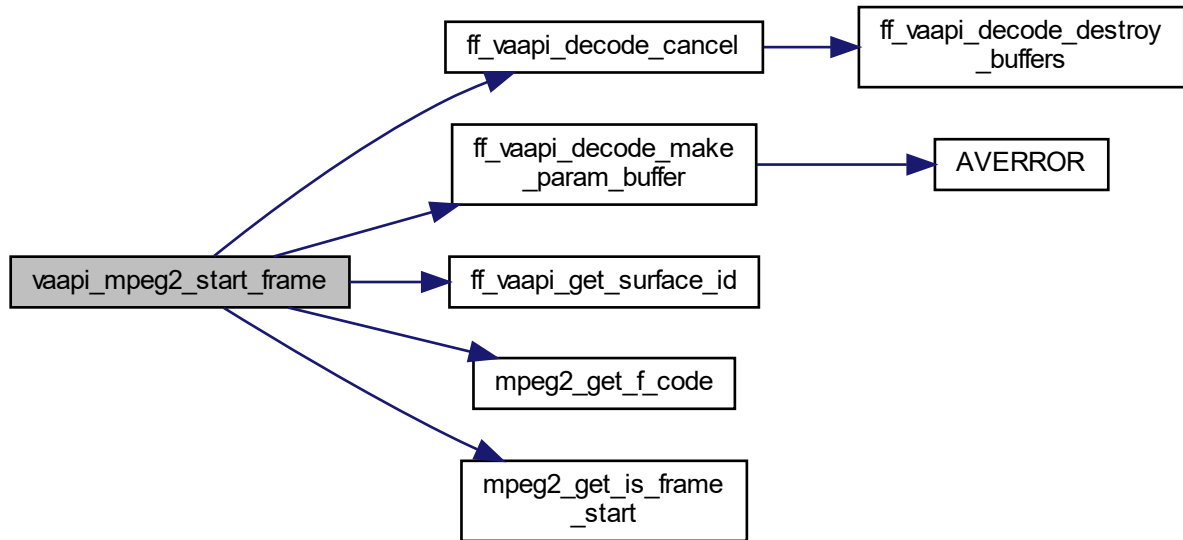 ff_vaapi_decode_cancel
ff_vaapi_decode_destroy
_buffers
ff_vaapi_decode_make
_param_buffer
AVERROR
vaapi_mpeg2_start_frame
ff_vaapi_get_surface_id
mpeg2_get_f_code
mpeg2_get_is_frame
_start